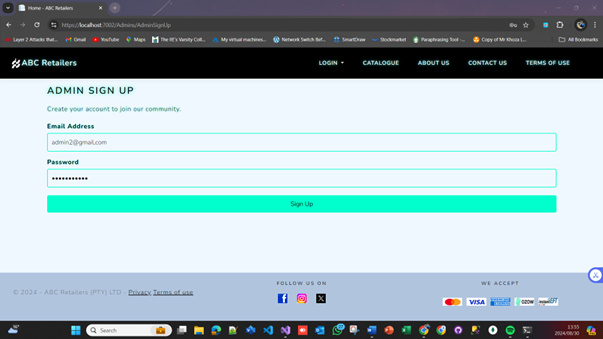 Home - ABC Retailers
https://localhost:7002/Admins/AdminSignUp
Layer 2 Attacks that...
Gmail
YouTube
Maps
The IIE's Varsity Coll...
My virtual machines...
Network Switch Ref...
SmartDraw
Stockmarket
Paraphrasing Tool -...
Copy of Mr Khoza (...
All Bookmarks
ABC Retailers
LOGIN
CATALOGUE
ABOUT US
CONTACT US
TERMS OF USE
ADMIN SIGN UP
Create your account to join our community.
Email Address
admin2@gmail.com
Password
•••••••••••
Sign Up
FOLLOW US ON
WE ACCEPT
© 2024 - ABC Retailers (PTY) LTD - Privacy Terms of use
VISA
OZOW
Search
13:55
2024/08/30